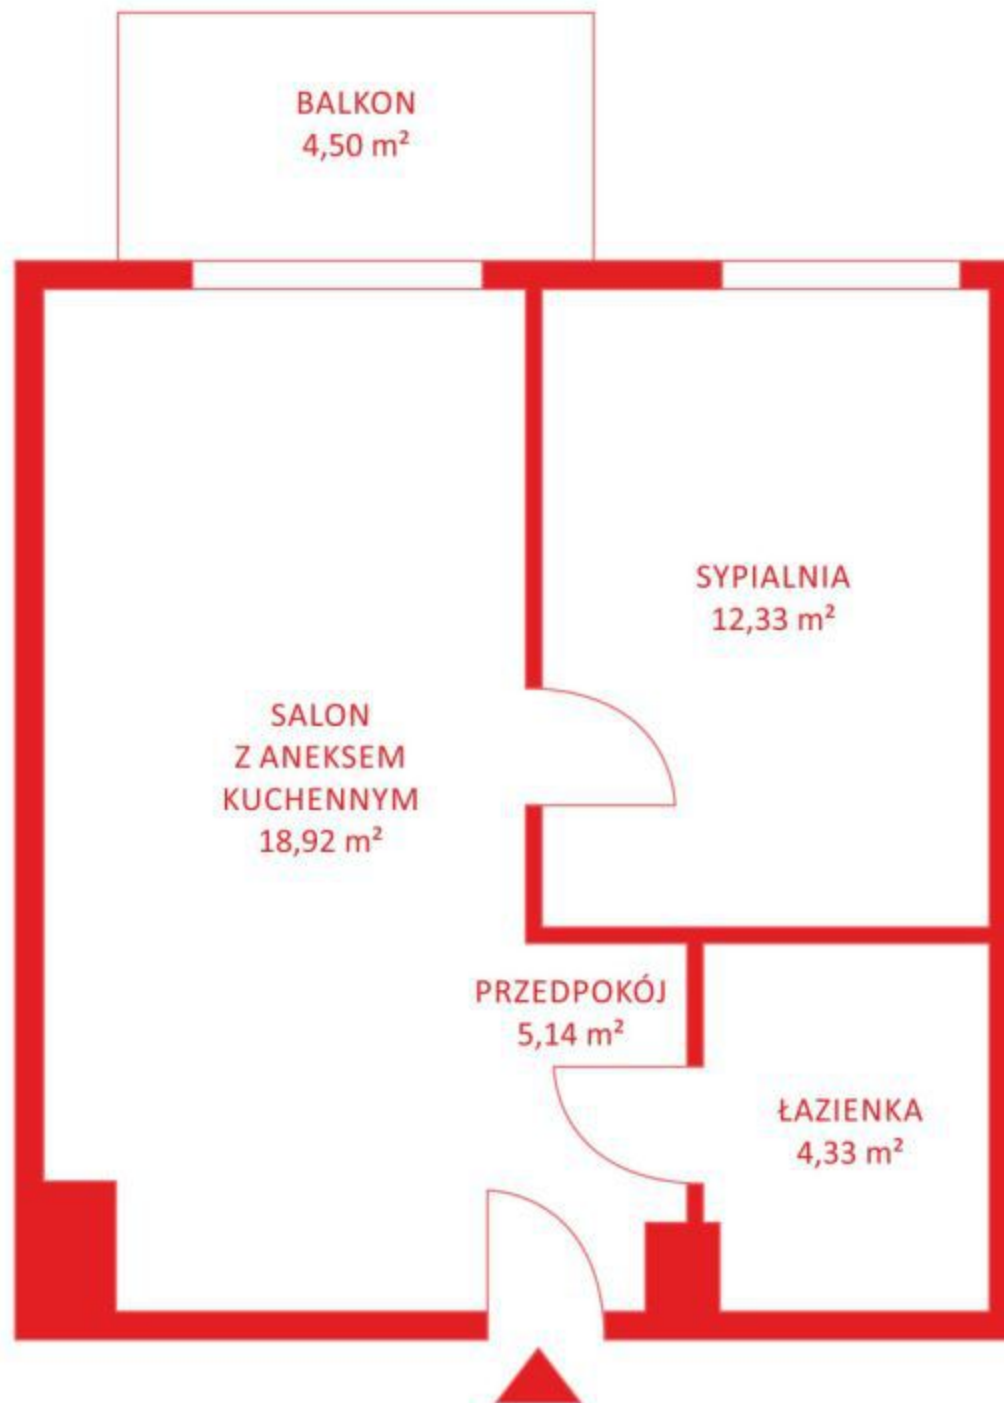 BALKON
4,50 m²
SYPIALNIA
12,33 m²
SALON
Z ANEKSEM
KUCHENNYM
18,92 m²
PRZEDPOKÓJ
5,14 m²
ŁAZIENKA
4,33 m²